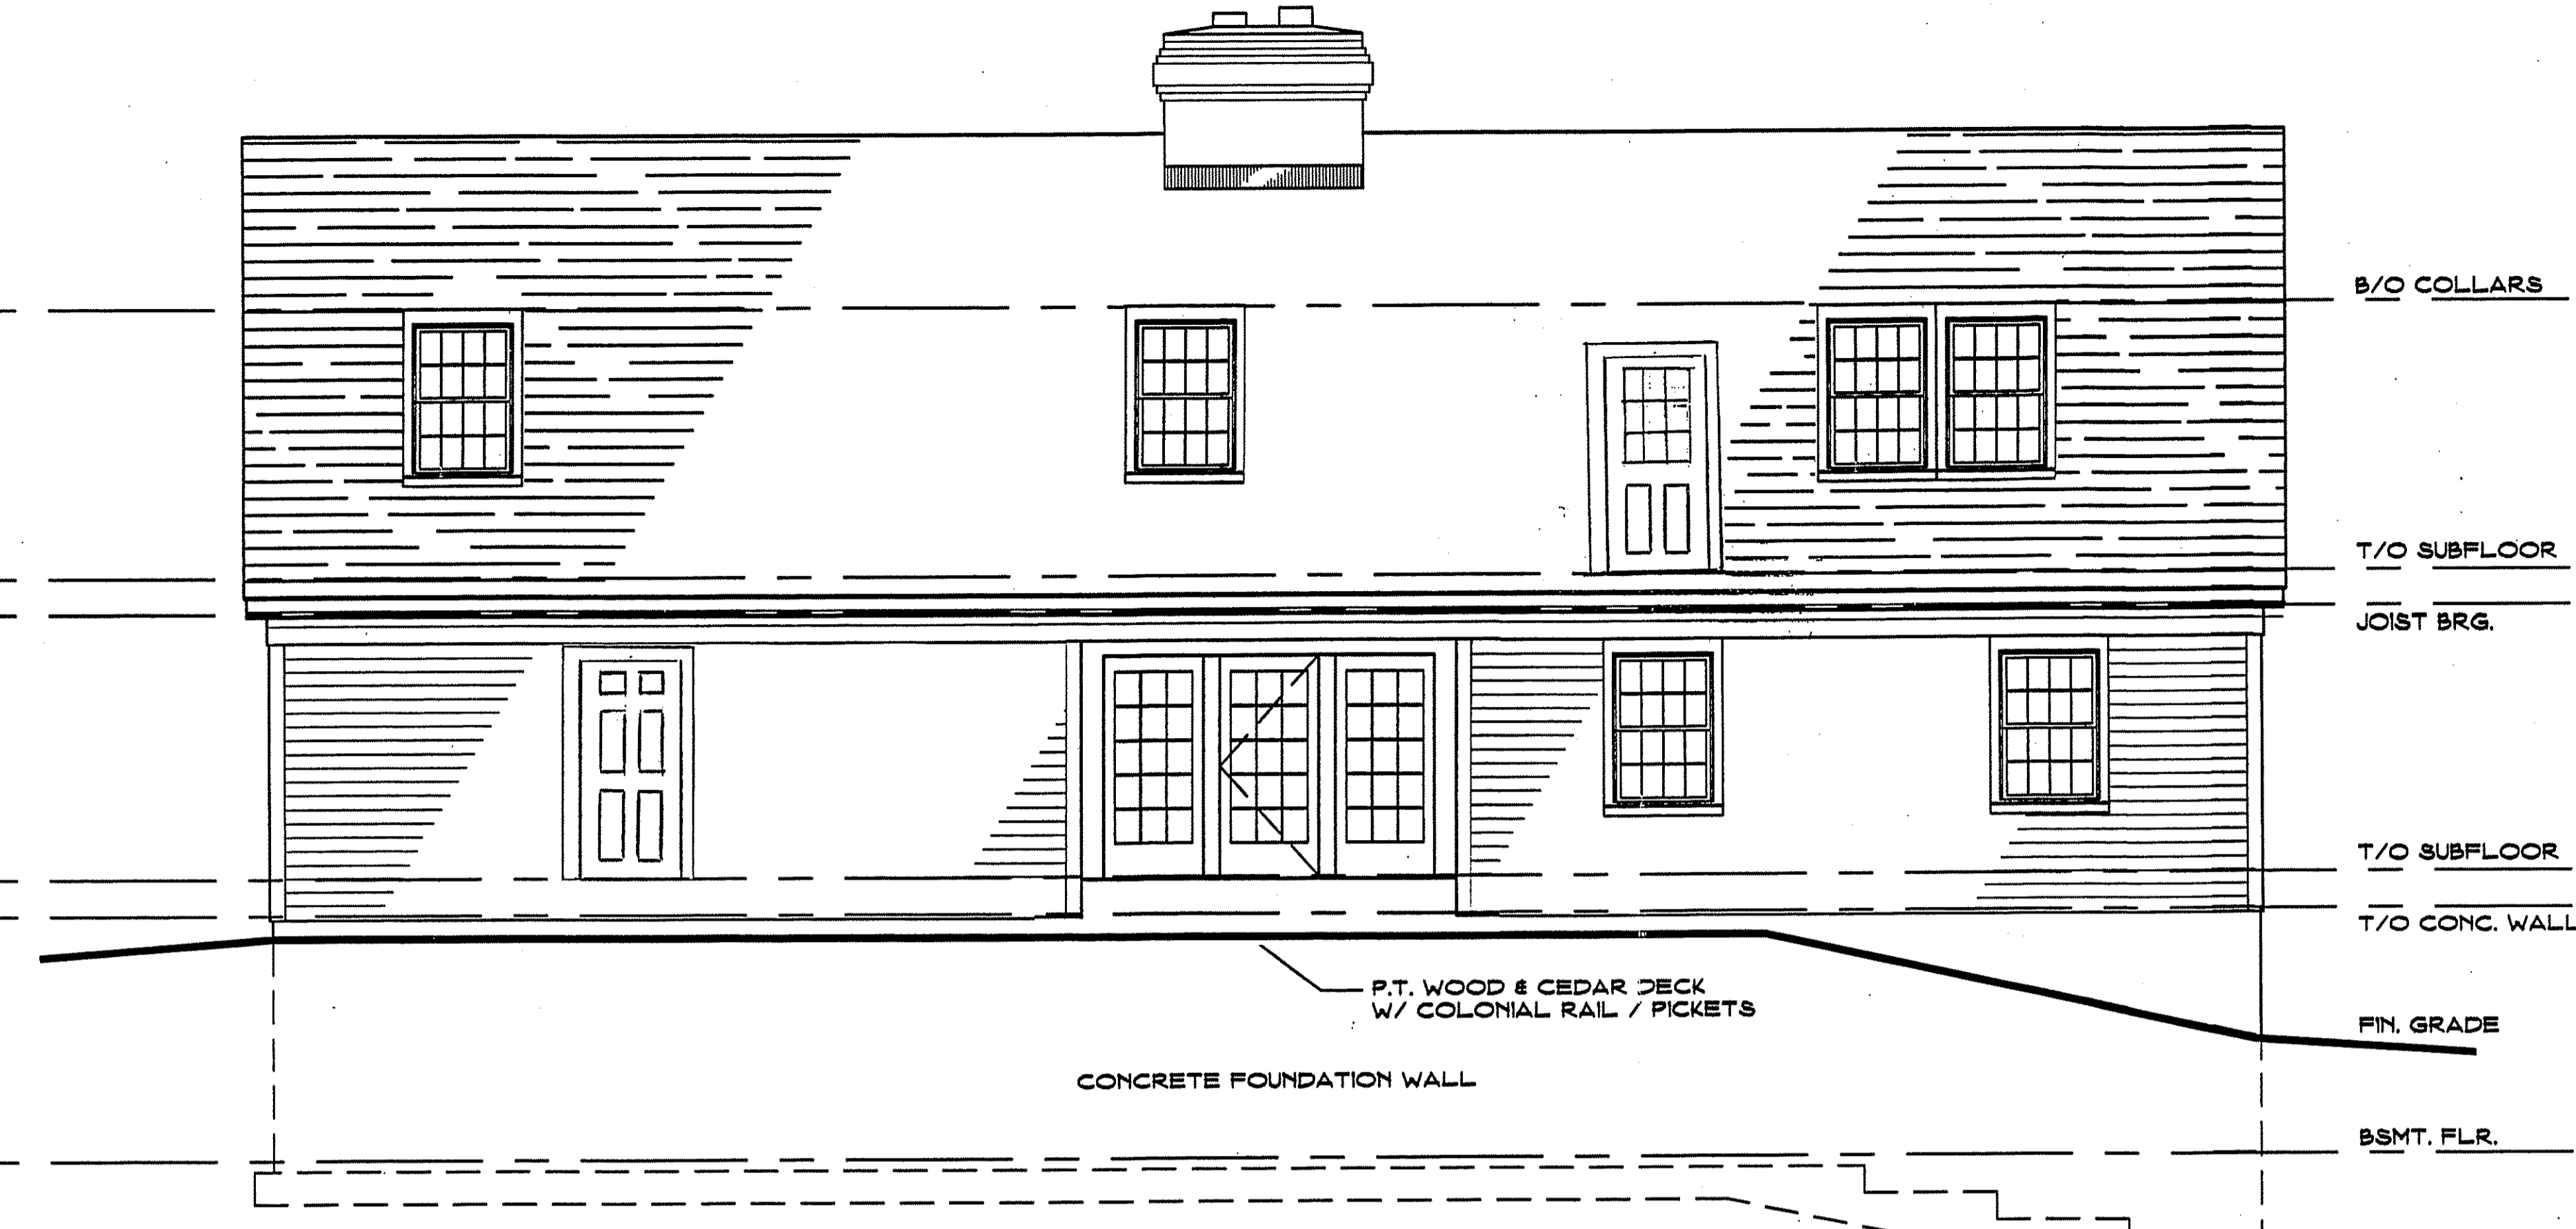 B/O COLLARS
T/O SUBFLOOR
JOIST BRG.
T/O SUBFLOOR
T/O CONC. WALL
P.T. WOOD & CEDAR DECK
W/ COLONIAL RAIL / PICKETS
FIN. GRADE
CONCRETE FOUNDATION WALL
BSMT. FLR.